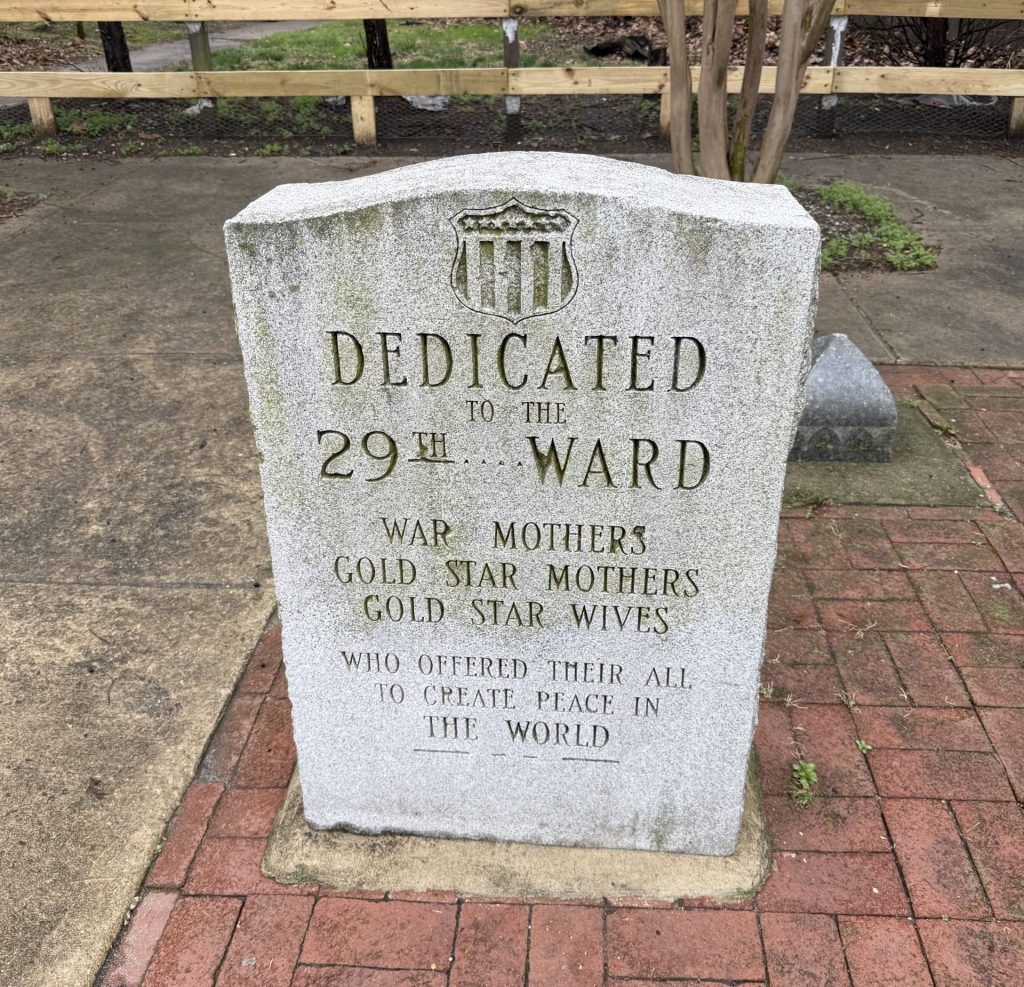 DEDICATED
TO THE
29TH....WARD
WAR MOTHERS
GOLD STAR MOTHERS
GOLD STAR WIVES
WHO OFFERED THEIR ALL
TO CREATE PEACE IN
THE WORLD